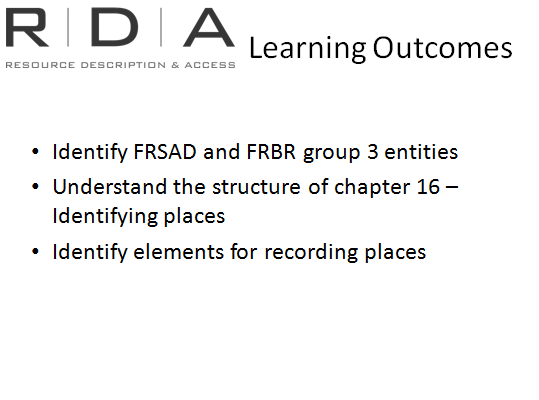 R | D | A
RESOURCE DESCRIPTION & ACCESS
Learning Outcomes
• Identify FRSAD and FRBR group 3 entities
• Understand the structure of chapter 16 –
Identifying places
• Identify elements for recording places